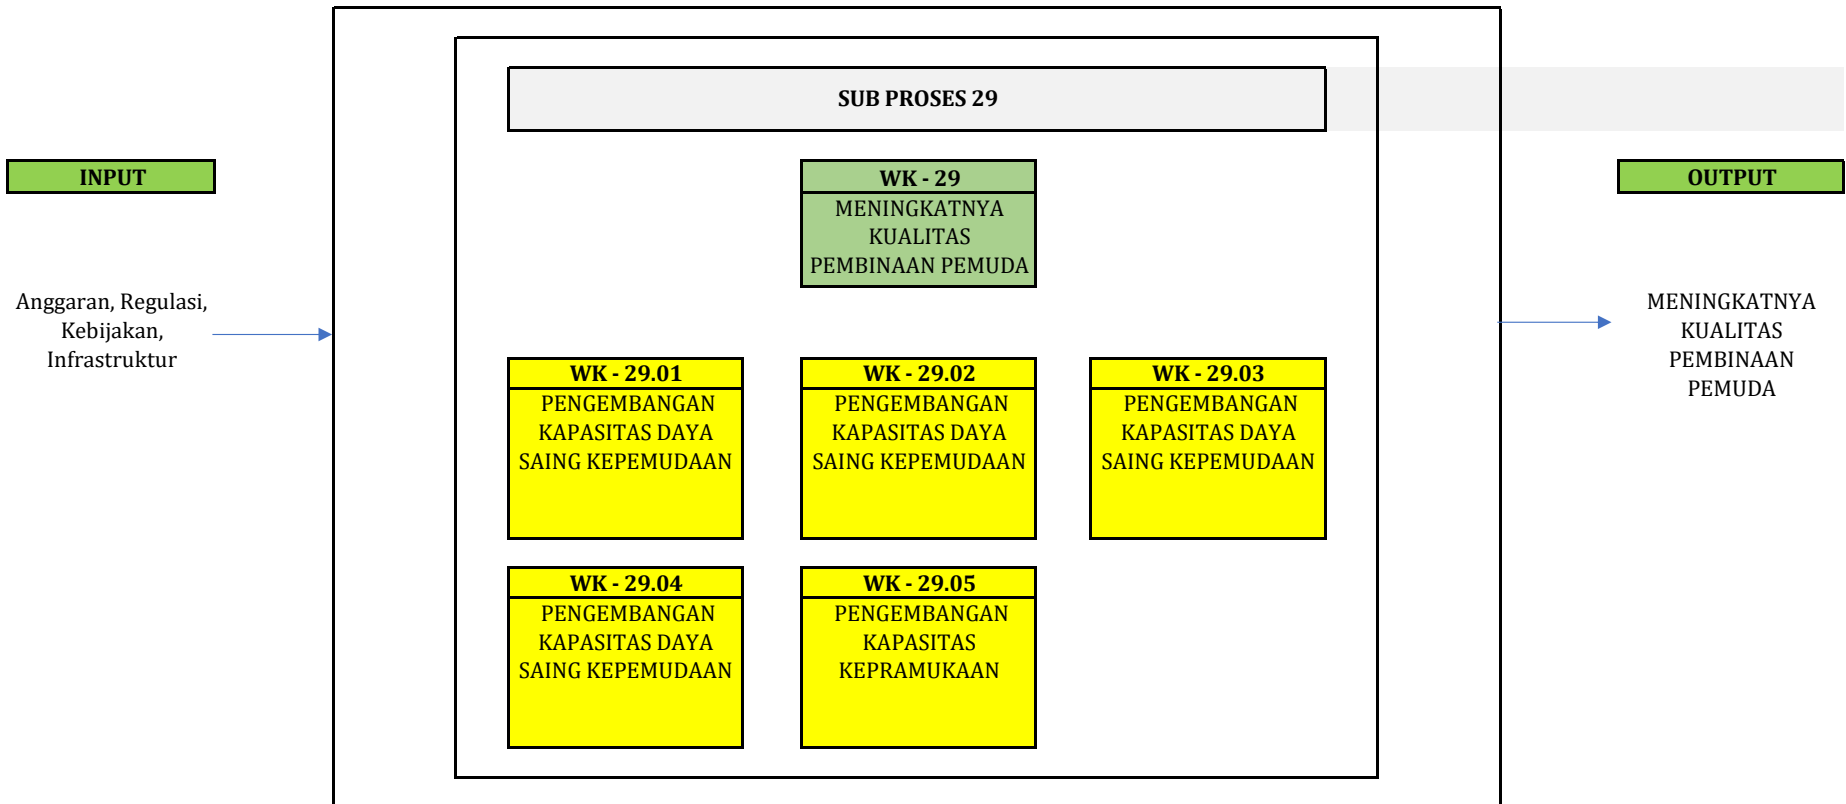 SUB PROSES 29
INPUT
WK - 29
OUTPUT
MENINGKATNYA
KUALITAS
PEMBINAAN PEMUDA
Anggaran, Regulasi,
Kebijakan,
Infrastruktur
MENINGKATNYA
KUALITAS
PEMBINAAN
PEMUDA
WK - 29.01
PENGEMBANGAN
KAPASITAS DAYA
SAING KEPEMUDAAN
WK - 29.02
PENGEMBANGAN
KAPASITAS DAYA
SAING KEPEMUDAAN
WK - 29.03
PENGEMBANGAN
KAPASITAS DAYA
SAING KEPEMUDAAN
WK - 29.04
PENGEMBANGAN
KAPASITAS DAYA
SAING KEPEMUDAAN
WK - 29.05
PENGEMBANGAN
KAPASITAS
KEPRAMUKAAN